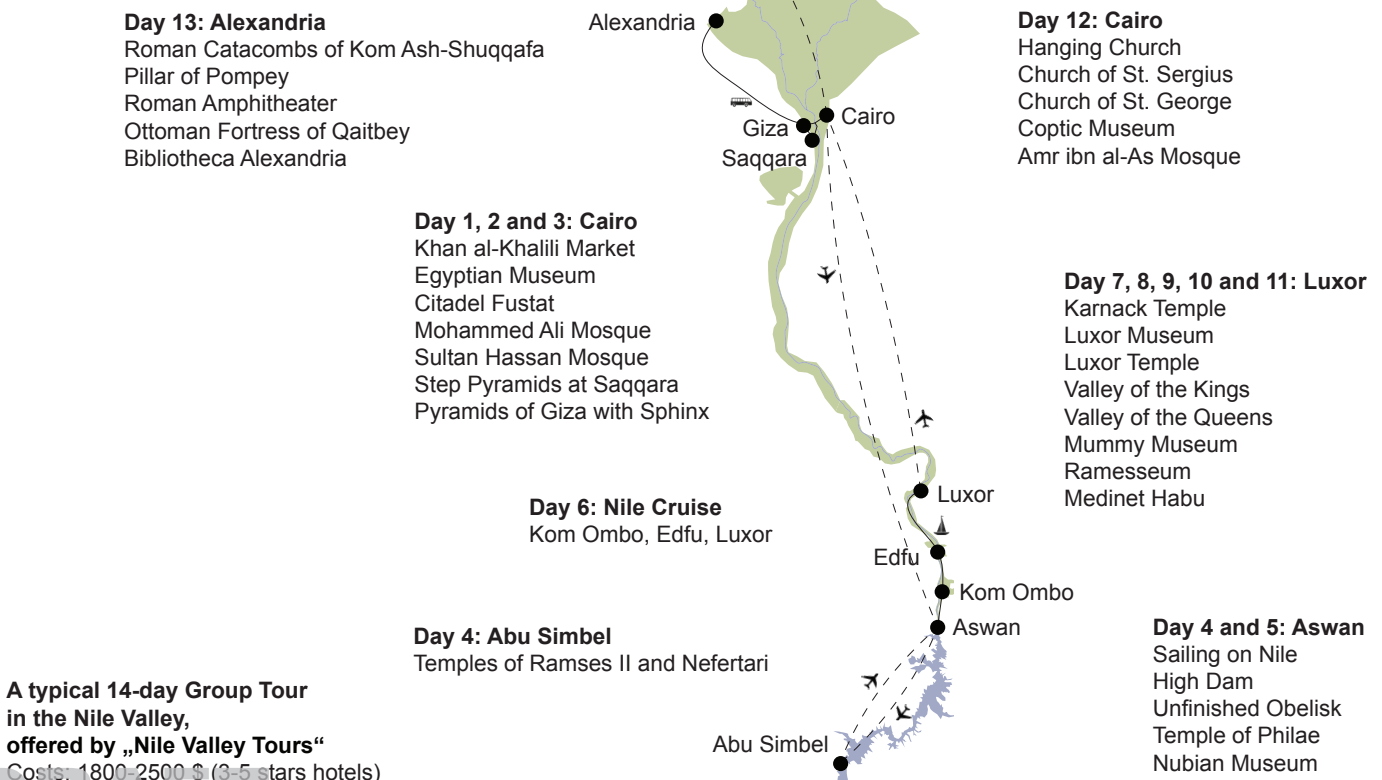 Day 13: Alexandria
Roman Catacombs of Kom Ash-Shuqqafa
Pillar of Pompey
Roman Amphitheater
Ottoman Fortress of Qaitbey
Bibliotheca Alexandria
Alexandria
Giza
Cairo
Saqqara
Day 12: Cairo
Hanging Church
Church of St. Sergius
Church of St. George
Coptic Museum
Amr ibn al-As Mosque
Day 1, 2 and 3: Cairo
Khan al-Khalili Market
Egyptian Museum
Citadel Fustat
Mohammed Ali Mosque
Sultan Hassan Mosque
Step Pyramids at Saqqara
Pyramids of Giza with Sphinx
Day 7, 8, 9, 10 and 11: Luxor
Karnack Temple
Luxor Museum
Luxor Temple
Valley of the Kings
Valley of the Queens
Mummy Museum
Ramesseum
Medinet Habu
Day 6: Nile Cruise
Kom Ombo, Edfu, Luxor
Luxor
Edfu
Kom Ombo
Aswan
Day 4: Abu Simbel
Temples of Ramses II and Nefertari
Day 4 and 5: Aswan
Sailing on Nile
High Dam
Unfinished Obelisk
Temple of Philae
Nubian Museum
Abu Simbel
A typical 14-day Group Tour
in the Nile Valley,
offered by „Nile Valley Tours“
Costs: 1800-2500 $ (3-5 stars hotels)